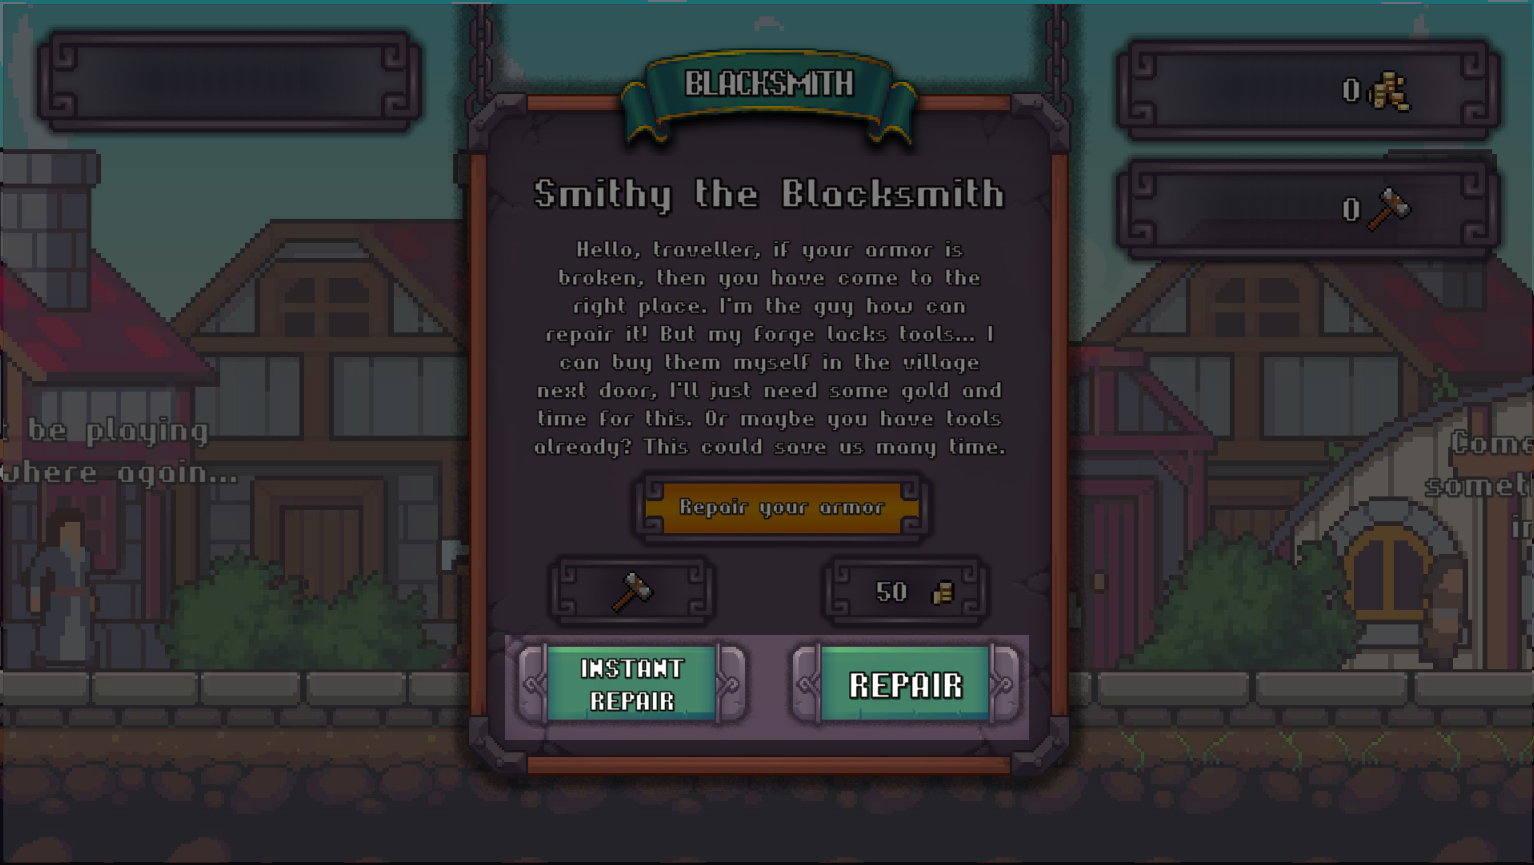 BLACKSMITH
0
0
Smithy the Blacksmith
Hello, traveller, if your armor is
broken, then you have come to the
right place. I'm the guy how can
repair it! But my forge lacks tools... I
can buy them myself in the village
next door, I'll just need some gold and
time for this. Or maybe you have tools
already? This could save us many time.
be playing
where again...
Come
somet
in
Repair your armor
50
INSTANT
REPAIR
REPAIR